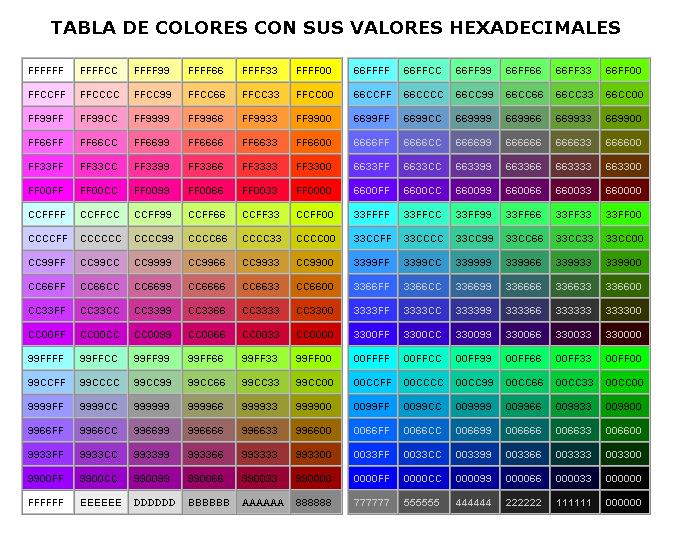 TABLA DE COLORES CON SUS VALORES HEXADECIMALES
FFFFFF FFFFCC FFFF99 FFFF66 FFFF33 FFFF00 66FFFF 66FFCC 66FF99 66FF66 66FF33 66FF00
FFCCFF FFCCCC FFCC99 FFCC66 FFCC33 FFCC00 66CCFF 66CCCC 66CC99 66CC66 66CC33 66CC00
FF99FF FF99CC FF9999 FF9966 FF9933 FF9900 6699FF 6699CC 669999 669966 669933 669900
FF66FF FF66CC FF6699 FF6666 FF6633 FF6600 6666FF 6666CC 666699 666666 666633 666600
FF33FF FF33CC FF3399 FF3366 FF3333 FF3300 6633FF 6633CC 663399 663366 663333 663300
FF00FF FF00CC FF0099 FF0066 FF0033 FF0000 6600FF 6600CC 660099 660066 660033 660000
CCFFFF CCFFCC CCFF99 CCFF66 CCFF33 CCFF00 33FFFF 33FFCC 33FF99 33FF66 33FF33 33FF00
CCCCFF CCCCCC CCCC99 CCCC66 CCCC33 CCCC00 33CCFF 33CCCC 33CC99 33CC66 33CC33 33CC00
CC99FF CC99CC CC9999 CC9966 CC9933 CC9900 3399FF 3399CC 339999 339966 339933 339900
CC66FF CC66CC CC6699 CC6666 CC6633 CC6600 3366FF 3366CC 336699 336666 336633 336600
CC33FF CC33CC CC3399 CC3366 CC3333 CC3300 3333FF 3333CC 333399 333366 333333 333300
CC00FF CC00CC CC0099 CC0066 CC0033 CC0000 3300FF 3300CC 330099 330066 330033 330000
99FFFF 99FFCC 99FF99 99FF66 99FF33 99FF00 00FFFF 00FFCC 00FF99 00FF66 00FF33 00FF00
99CCFF 99CCCC 99CC99 99CC66 99CC33 99CC00 00CCFF 00CCCC 00CC99 00CC66 00CC33 00CC00
9999FF 9999CC 999999 999966 999933 999900 0099FF 0099CC 009999 009966 009933 009900
9966FF 9966CC 996699 996666 996633 996600 0066FF 0066CC 006699 006666 006633 006600
9933FF 9933CC 993399 993366 993333 993300 0033FF 0033CC 003399 003366 003333 003300
9900FF 9900CC 990099 990066 990033 990000 0000FF 0000CC 000099 000066 000033 000000
FFFFFF EEEEEE DDDDDD BBBBBB AAAAAA 888888 777777 555555 444444 222222 111111 000000